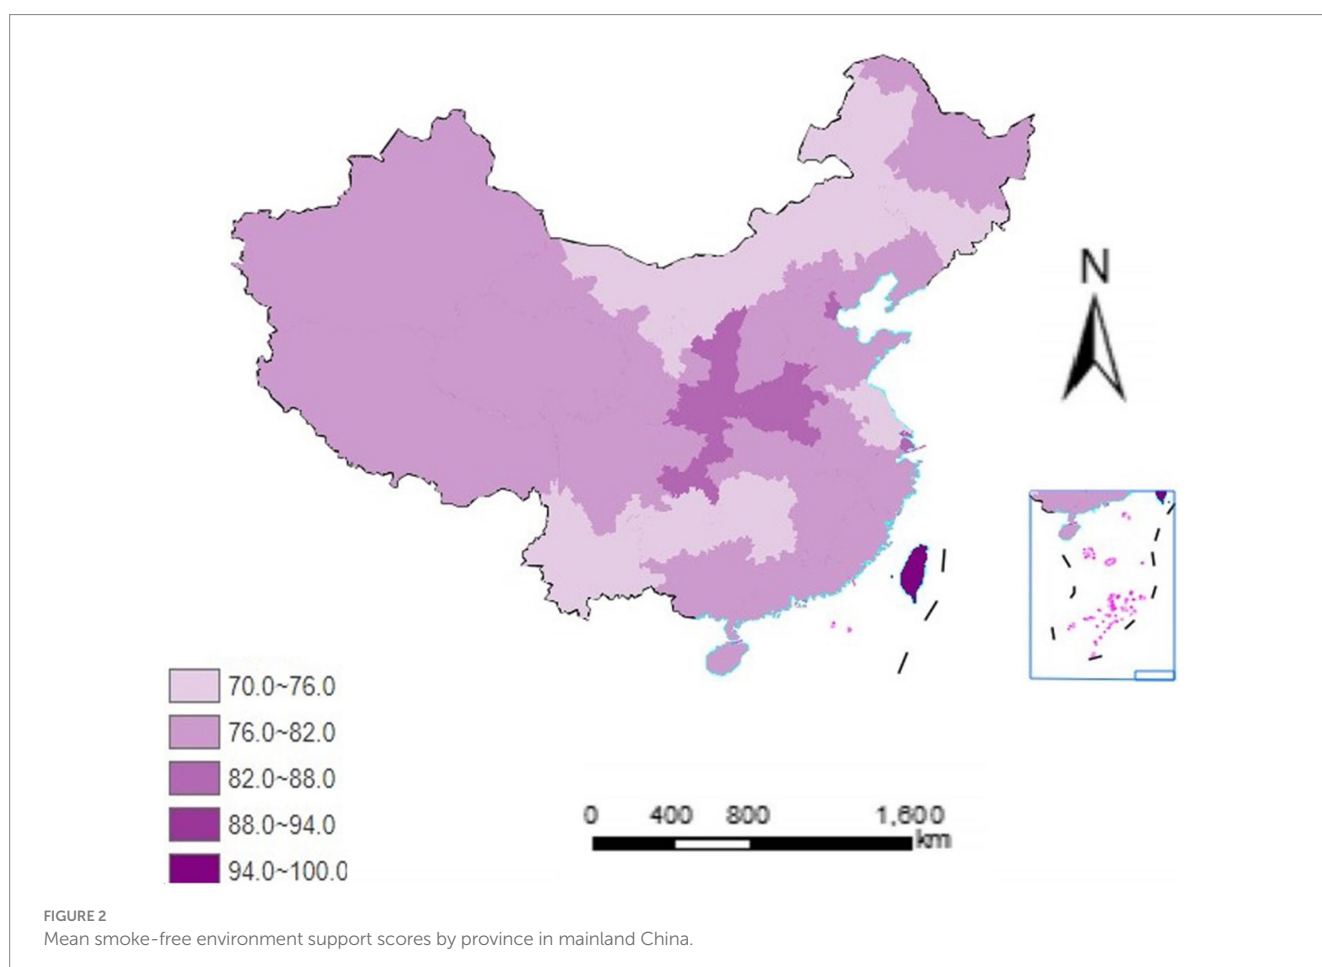 N
70.0~76.0
76.0~82.0
82.0~88.0
88.0~94.0
94.0~100.0
0 400 800 1,600
km
FIGURE 2
Mean smoke-free environment support scores by province in mainland China.